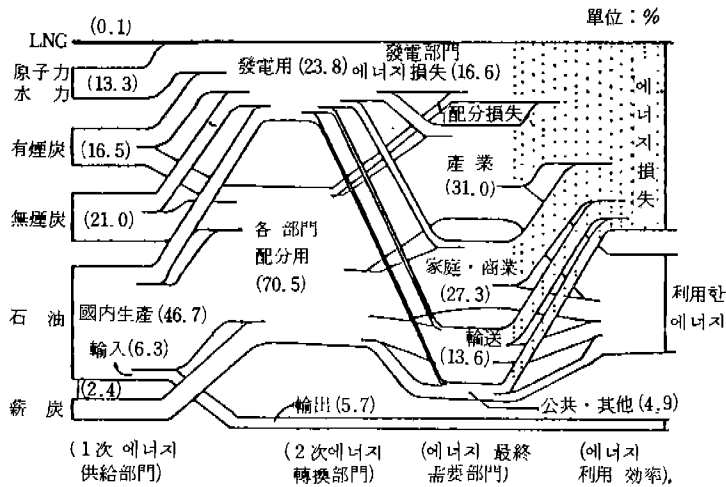 單位 : %
LNG (0.1)
原子力
水力 (13.3)
有煙炭 (16.5)
無煙炭 (21.0)
石油
國内生產 (46.7)
輸入 (6.3)
(2.4)
薪炭
發電用 (23.8)
發電部門
에너지損失 (16.6)
配分損失
各部門
配分用
(70.5)
產業
(31.0)
家庭·商業
(27.3)
輸送
(13.6)
公共·其他 (4.9)
輸出 (5.7)
에너지損失
利用한
에너지
(1次 에너지
供給部門)
(2次에너지
轉換部門)
(에너지 最終
需要部門)
(에너지
利用 効率).